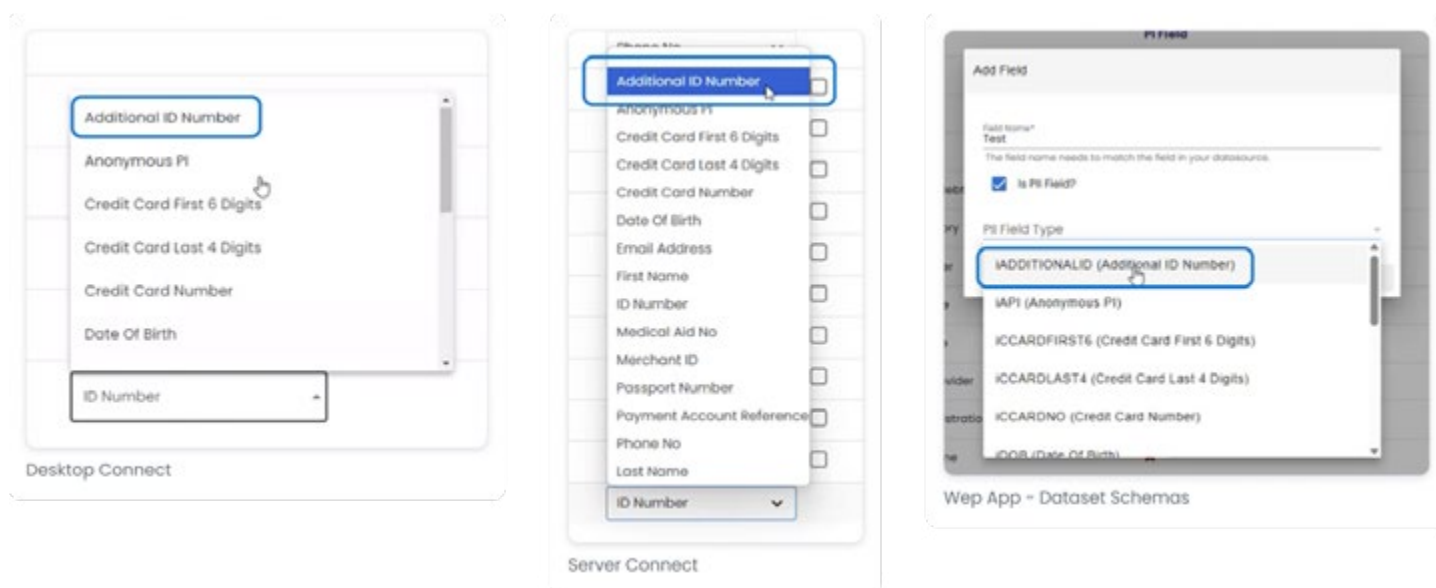 Additional ID Number
Anonymous PI
Credit Card First 6 Digits
Credit Card Last 4 Digits
Credit Card Number
Date Of Birth
ID Number
Desktop Connect
Phone No
Additional ID Number
Anonymous PI
Credit Card First 6 Digits
Credit Card Last 4 Digits
Credit Card Number
Date Of Birth
Email Address
First Name
ID Number
Medical Aid No
Merchant ID
Passport Number
Payment Account Reference
Phone No
Last Name
ID Number
Server Connect
PI Field
Add Field
Field Name*
Test
The field name needs to match the field in your datasource.
Is PII Field?
PII Field Type
iADDITIONALID (Additional ID Number)
iAPI (Anonymous PI)
iCCARDFIRST6 (Credit Card First 6 Digits)
iCCARDLAST4 (Credit Card Last 4 Digits)
iCCARDNO (Credit Card Number)
iDOB (Date Of Birth)
Wep App - Dataset Schemas